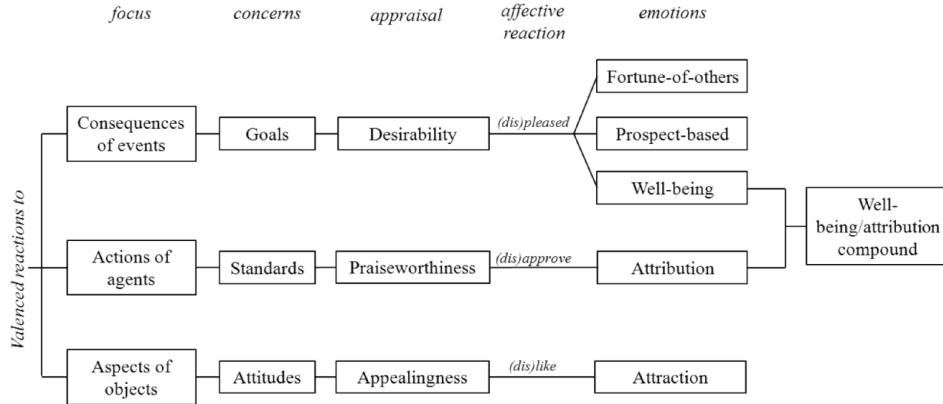 focus
concerns
appraisal
affective
reaction
emotions
Valenced reactions to
Consequences
of events
Goals
Desirability
(dis)pleased
Fortune-of-others
Prospect-based
Well-being
Actions of
agents
Standards
Praiseworthiness
(dis)approve
Attribution
Well-
being/attribution
compound
Aspects of
objects
Attitudes
Appealingness
(dis)like
Attraction